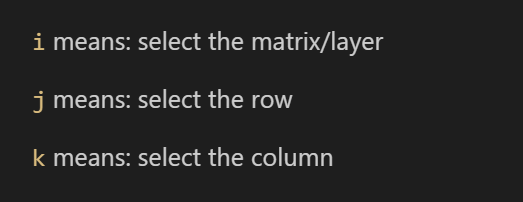 i means: select the matrix/layer
j means: select the row
k means: select the column